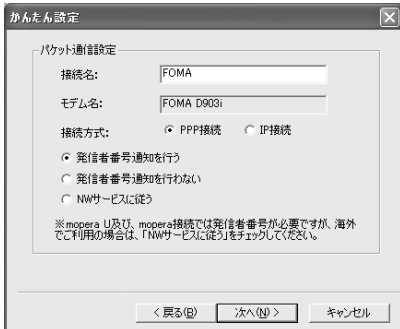 かんたん設定
パケット通信設定
接続名: FOMA
モデム名: FOMA D903i
接続方式: PPP接続 IP接続
発信者番号通知を行う
発信者番号通知を行わない
NWサービスに従う
※mopera U及び、mopera接続では発信者番号が必要ですが、海外
でご利用の場合は、「NWサービスに従う」をチェックしてください。
< 戻る(B) 次へ(N) > キャンセル